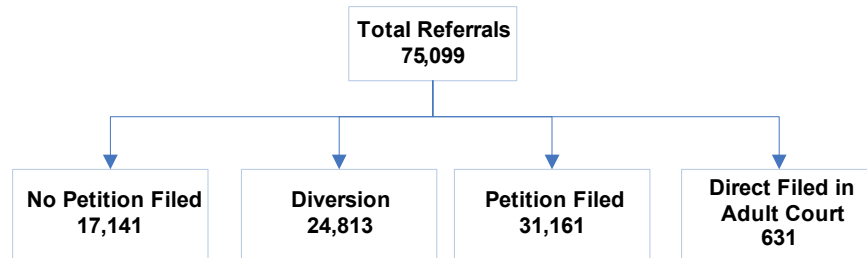 Total Referrals
75,099
No Petition Filed
17,141
Diversion
24,813
Petition Filed
31,161
Direct Filed in
Adult Court
631